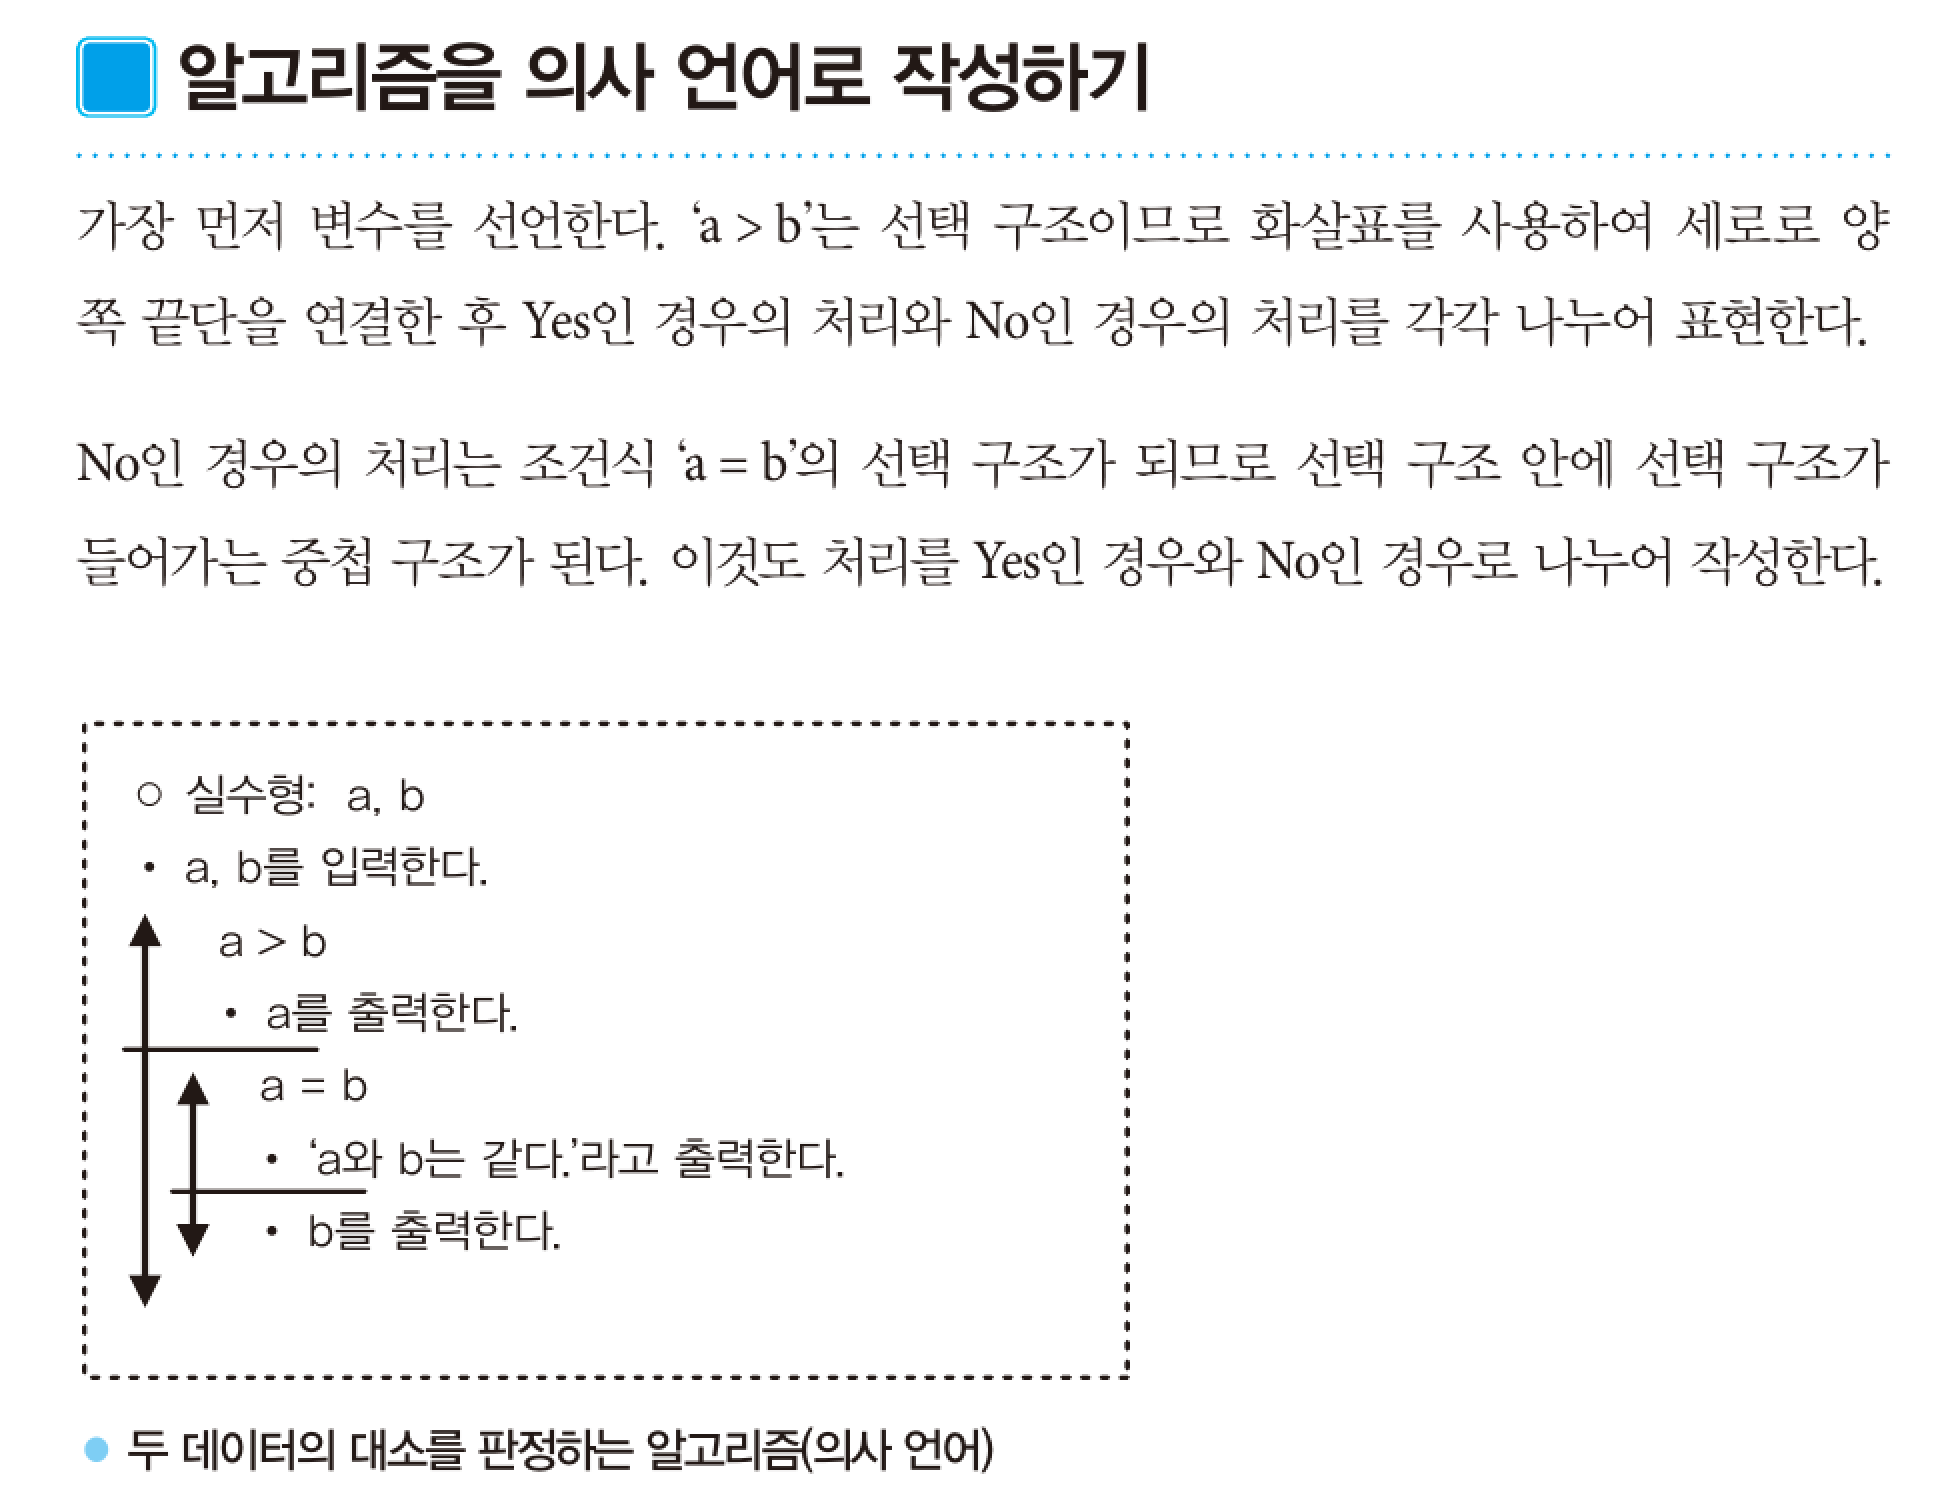 알고리즘을 의사 언어로 작성하기
가장 먼저 변수를 선언한다. ‘a > b’는 선택 구조이므로 화살표를 사용하여 세로로 양
쪽 끝단을 연결한 후 Yes인 경우의 처리와 No인 경우의 처리를 각각 나누어 표현한다.
No인 경우의 처리는 조건식 ‘a = b’의 선택 구조가 되므로 선택 구조 안에 선택 구조가
들어가는 중첩 구조가 된다. 이것도 처리를 Yes인 경우와 No인 경우로 나누어 작성한다.
○ 실수형: a, b
• a, b를 입력한다.
a > b
• a를 출력한다.
a = b
• ‘a와 b는 같다.’라고 출력한다.
• b를 출력한다.
● 두 데이터의 대소를 판정하는 알고리즘(의사 언어)